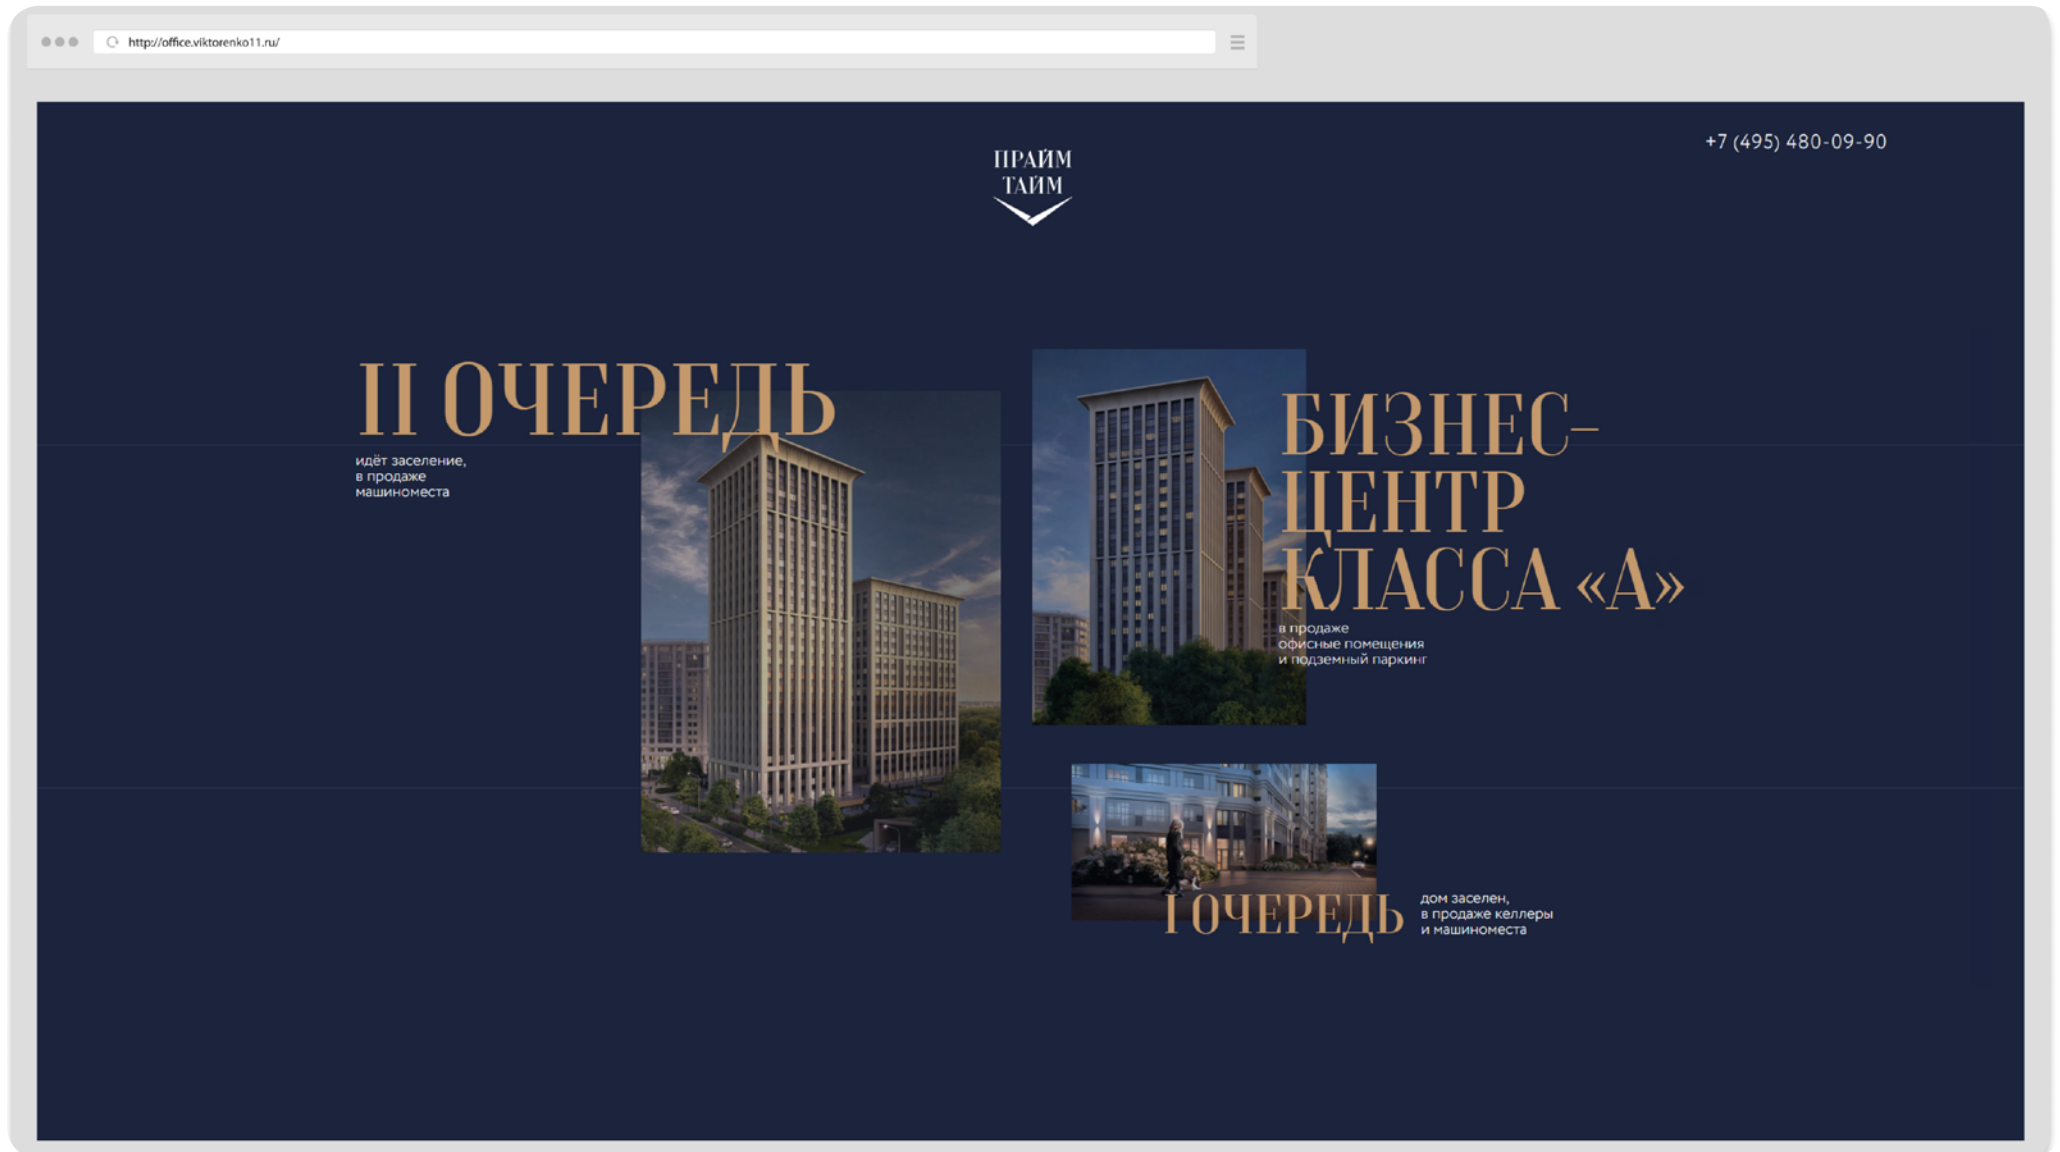 http://office.viktorenko11.ru/
+7 (495) 480-09-90
ПРАЙМ
ТАЙМ
II ОЧЕРЕДЬ
идёт заселение,
в продаже
машиноместа
БИЗНЕС–
ЦЕНТР
КЛАССА «А»
в продаже
офисные помещения
и подземный паркинг
I ОЧЕРЕДЬ
дом заселен,
в продаже келлеры
и машиноместа